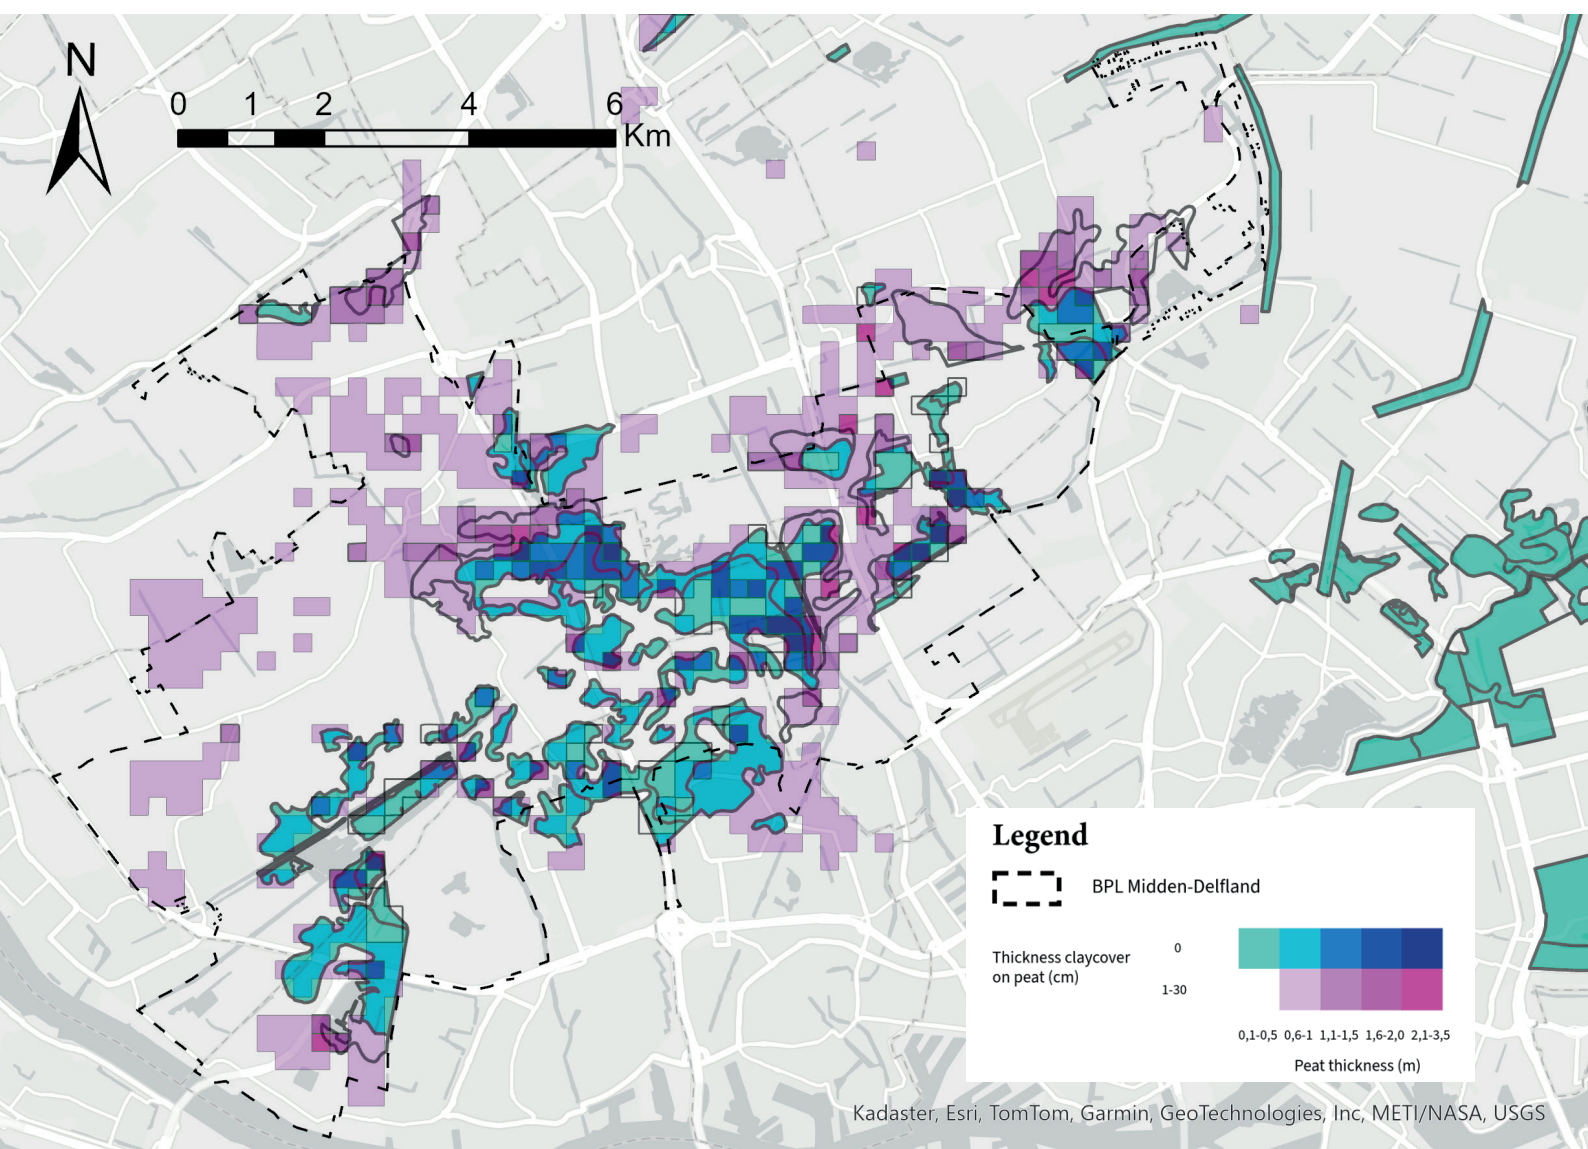 N
0 1 2 4 6
Km
Legend
BPL Midden-Delfland
Thickness claycover
on peat (cm)
0
1-30
0,1-0,5 0,6-1 1,1-1,5 1,6-2,0 2,1-3,5
Peat thickness (m)
Kadaster, Esri, TomTom, Garmin, GeoTechnologies, Inc, METI/NASA, USGS